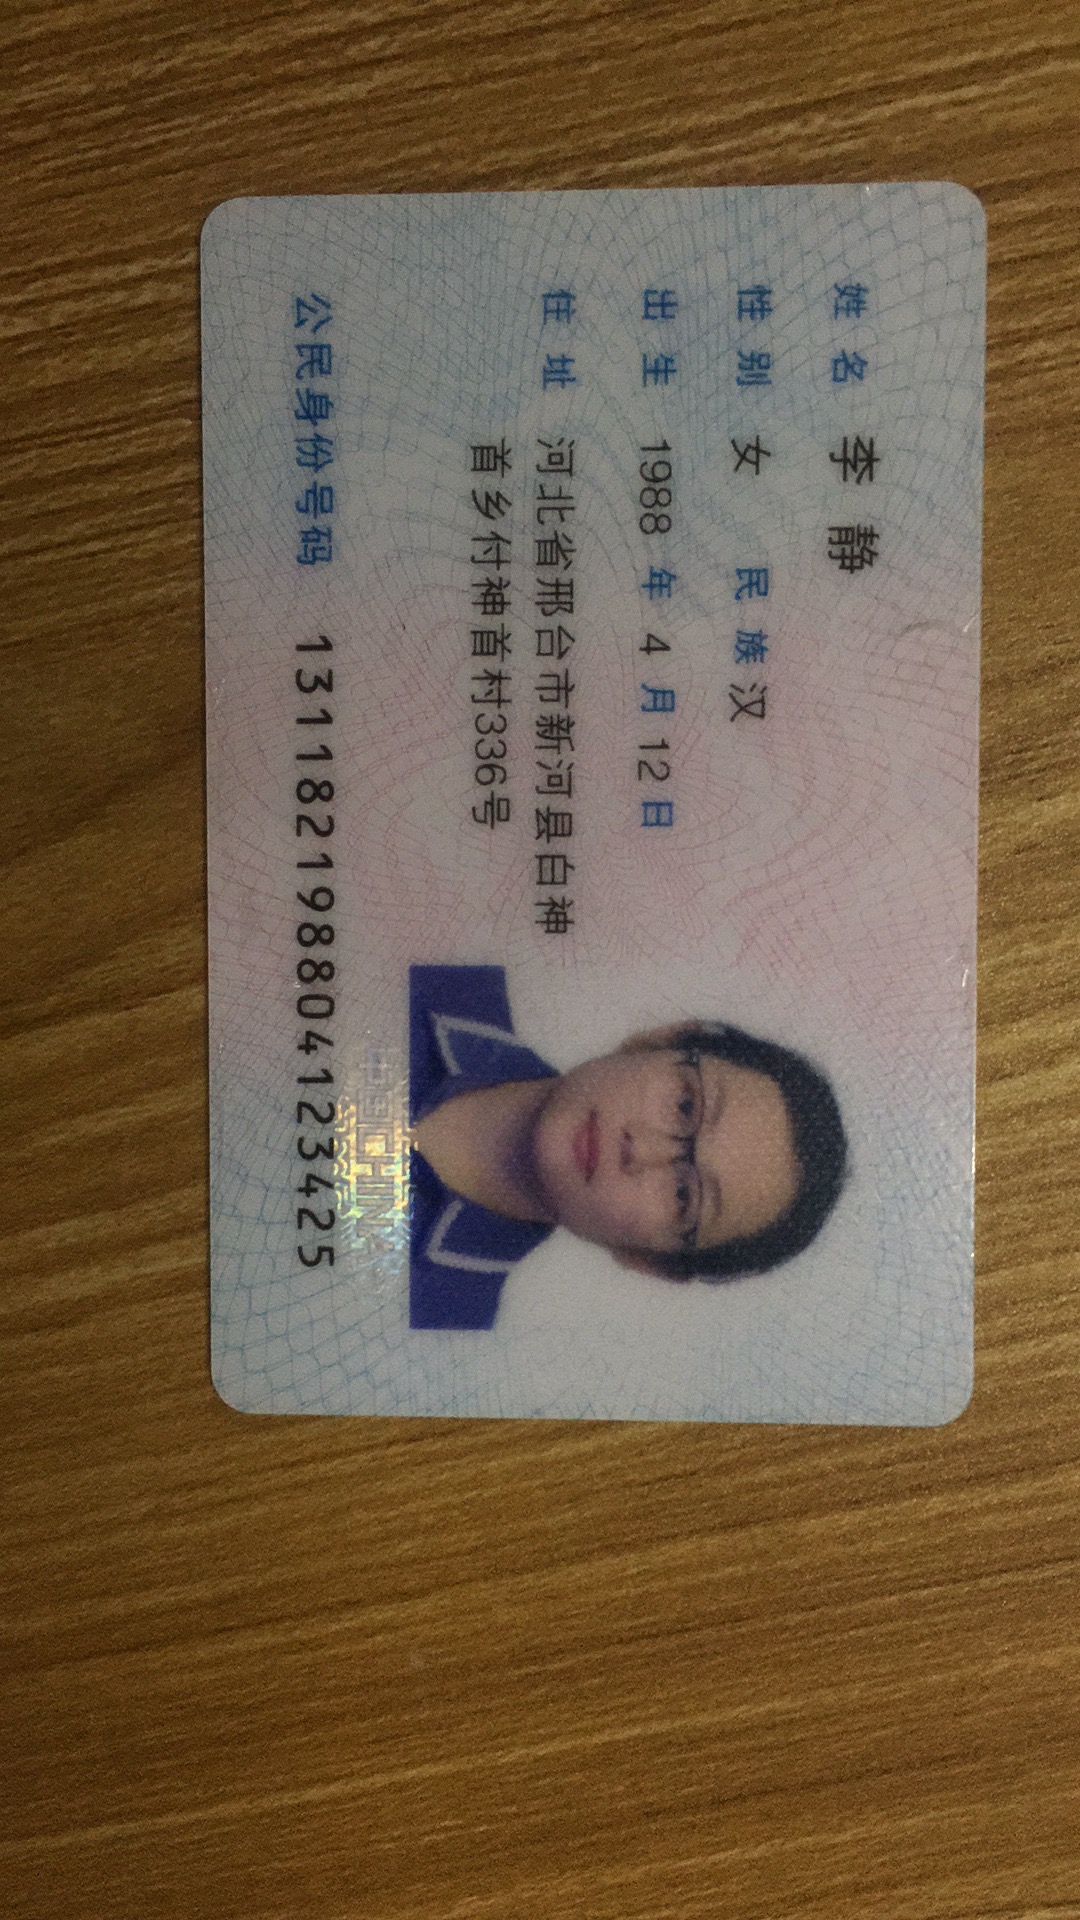 姓名 李静
性别 女 民族 汉
出生 1988 年 4 月 12 日
住址 河北省邢台市新河县白神
首乡付神首村336号
公民身份号码 131182198804123425
中国CHINA